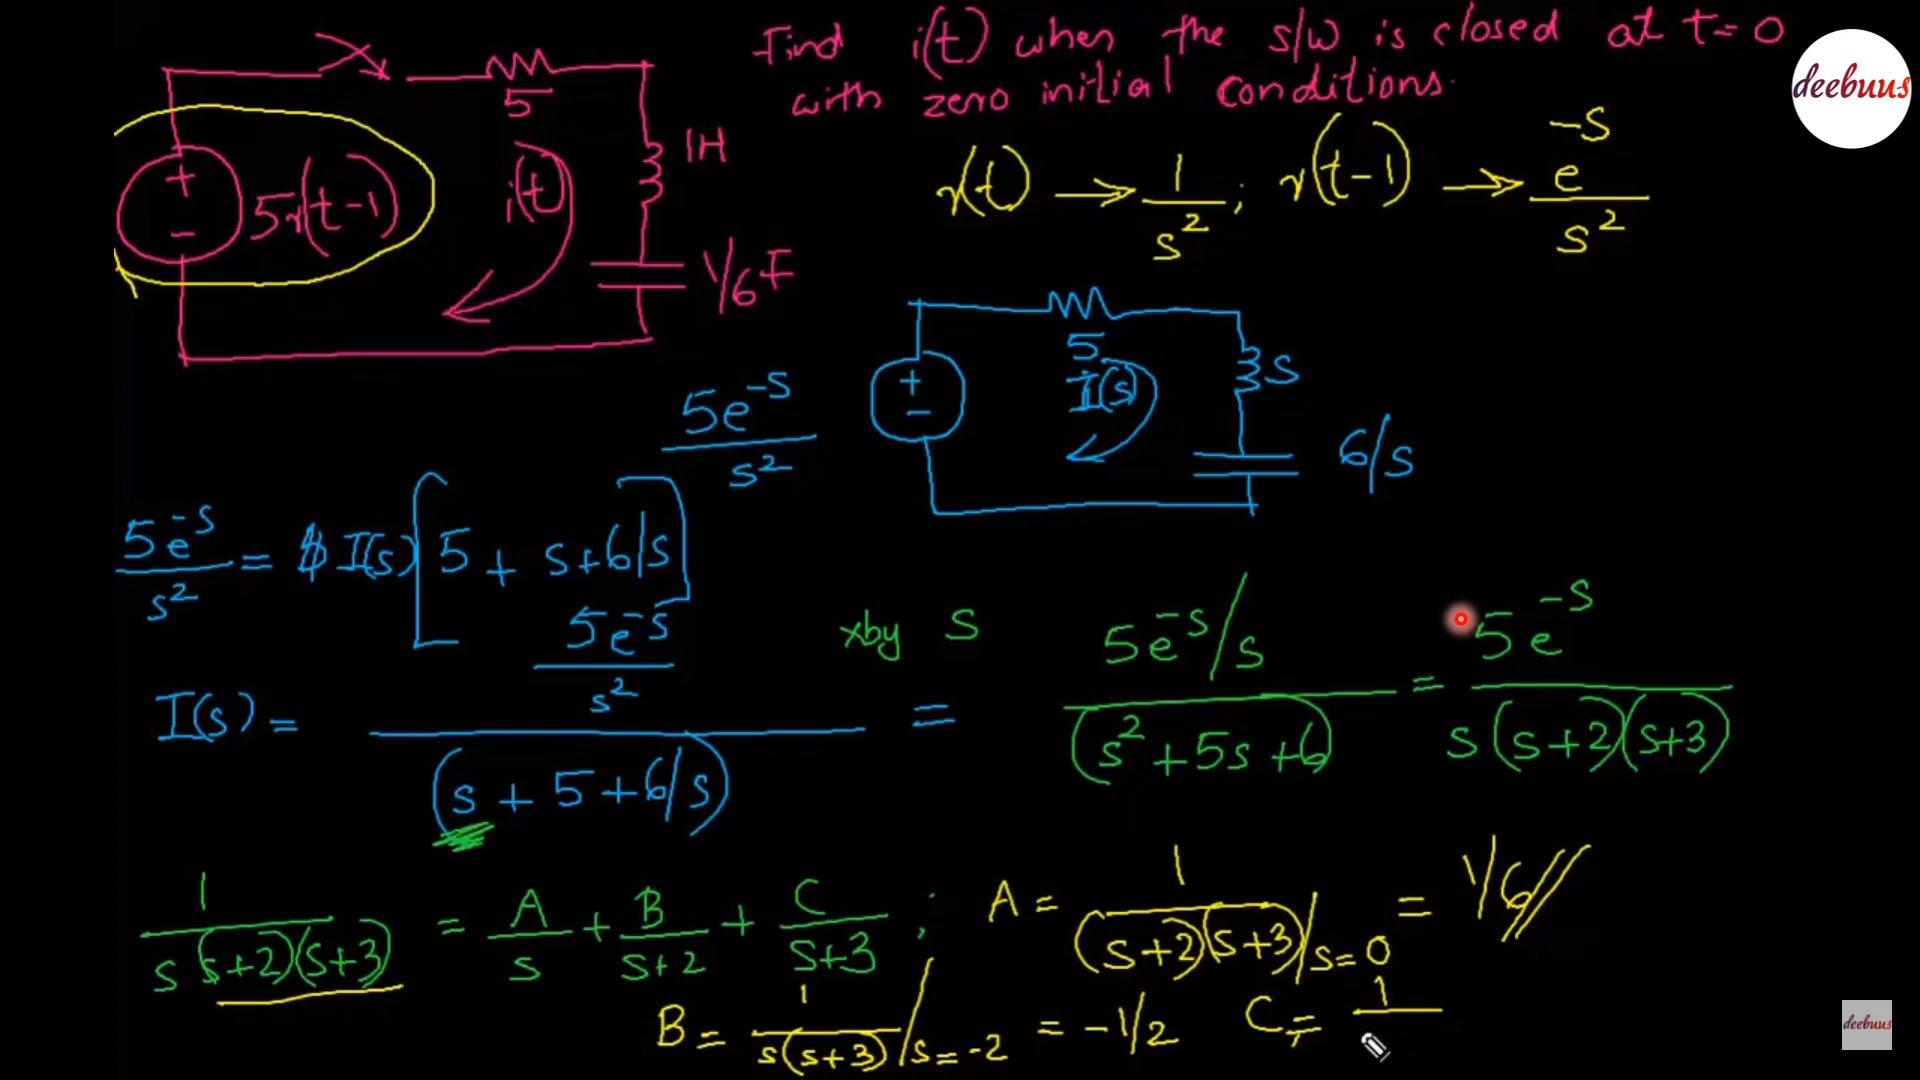 Find i(t) when the s/w is closed at t=0
with zero initial conditions.
deebuus
5
1H
+
-
5r(t-1)
i(t)
1/6 F
r(t) → 1/s² ; r(t-1) → e^-s/s²
5
I(s)
s
+
-
6/s
5e^-s/s²
5e^-s/s² = I(s)[5 + s+6/s]
I(s) = (5e^-s/s²)/(s + 5 + 6/s) = (5e^-s/s)/(s² + 5s + 6) = 5e^-s/s(s+2)(s+3)
xby s
1/s(s+2)(s+3) = A/s + B/s+2 + C/s+3 ; A = 1/(s+2)(s+3) / s=0 = 1/6//
B = 1/s(s+3) / s=-2 = -1/2 C = 1/
deebuus